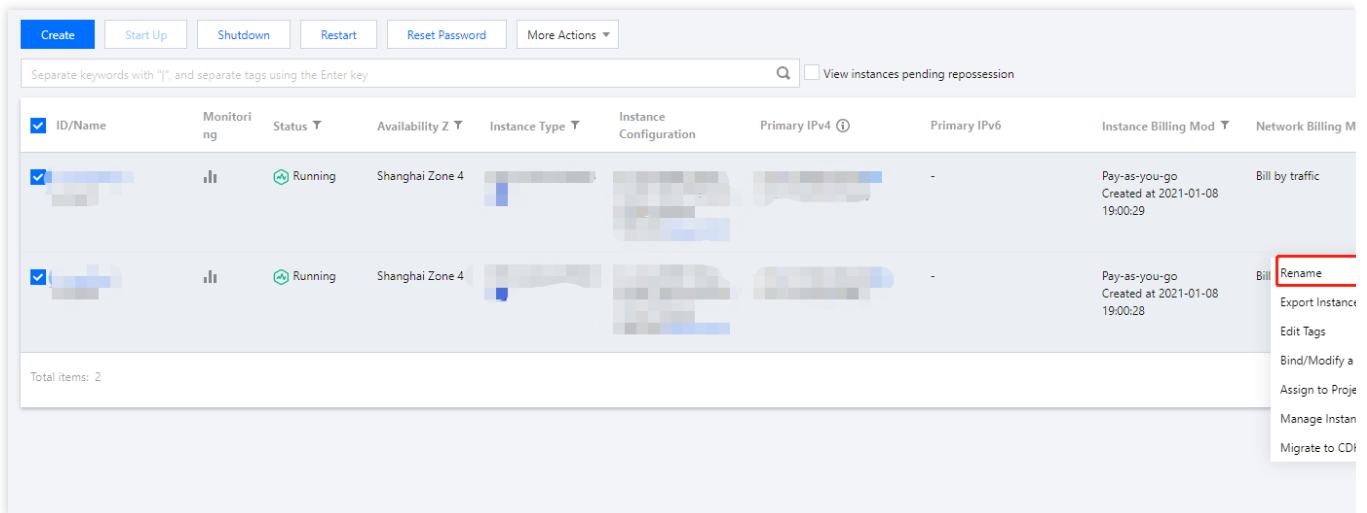 Create Start Up Shutdown Restart Reset Password More Actions
Separate keywords with "|", and separate tags using the Enter key View instances pending repossession
ID/Name Monitori
ng Status Availability Z Instance Type Instance
Configuration Primary IPv4 Primary IPv6 Instance Billing Mod Network Billing M
Running Shanghai Zone 4 - Pay-as-you-go Bill by traffic
Created at 2021-01-08
19:00:29
Running Shanghai Zone 4 - Pay-as-you-go Bill
Created at 2021-01-08
19:00:28
Rename
Export Instance
Edit Tags
Bind/Modify a
Assign to Proje
Manage Instan
Migrate to CDH
Total items: 2